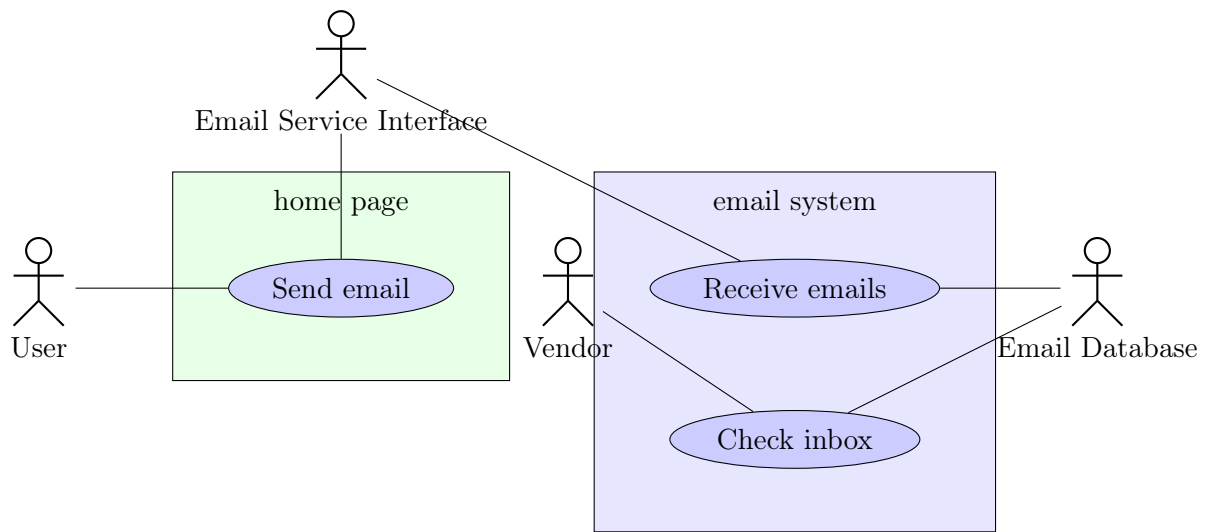 Email Service Interface
home page
email system
Send email
Receive emails
User
Vendor
Email Database
Check inbox